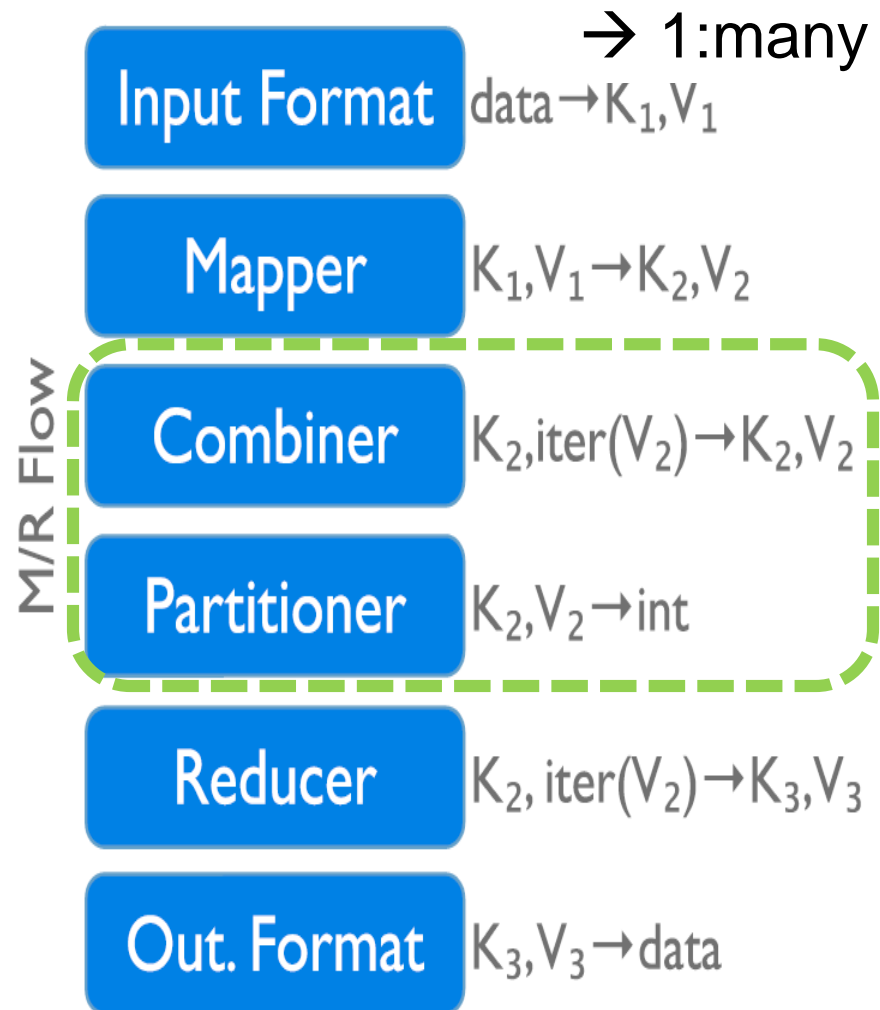 → 1:many
Input Format data→K₁,V₁
Mapper K₁,V₁→K₂,V₂
M/R Flow
Combiner K₂,iter(V₂)→K₂,V₂
Partitioner K₂,V₂→int
Reducer K₂, iter(V₂)→K₃,V₃
Out. Format K₃,V₃→data